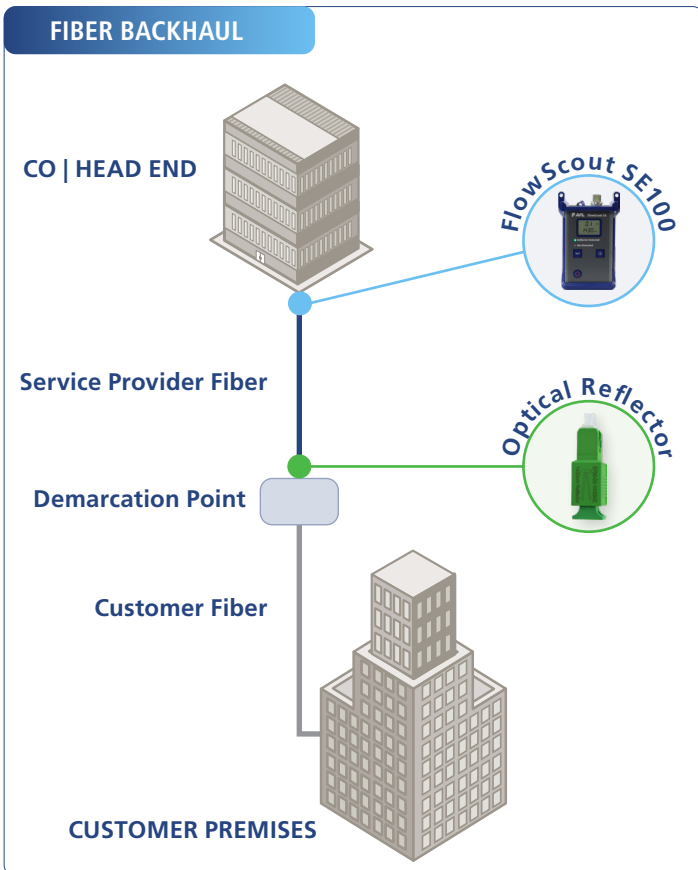 FIBER BACKHAUL
CO | HEAD END
FlowScout SE100
Service Provider Fiber
Optical Reflector
Demarcation Point
Customer Fiber
CUSTOMER PREMISES